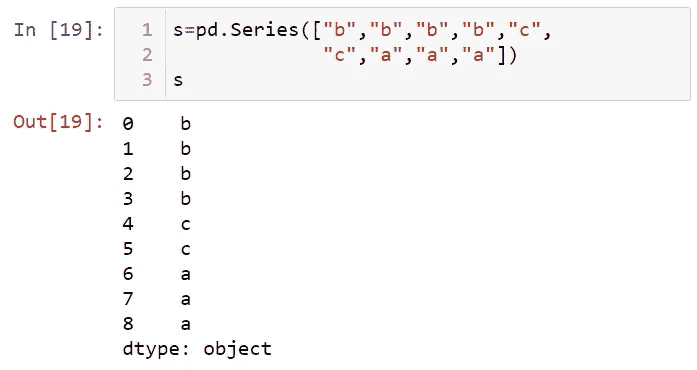 In [19]: 1 s=pd.Series(["b","b","b","b","c",
2 "c","a","a","a"])
3 s
Out[19]: 0 b
1 b
2 b
3 b
4 c
5 c
6 a
7 a
8 a
dtype: object